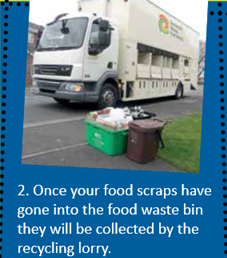 2. Once your food scraps have
gone into the food waste bin
they will be collected by the
recycling lorry.